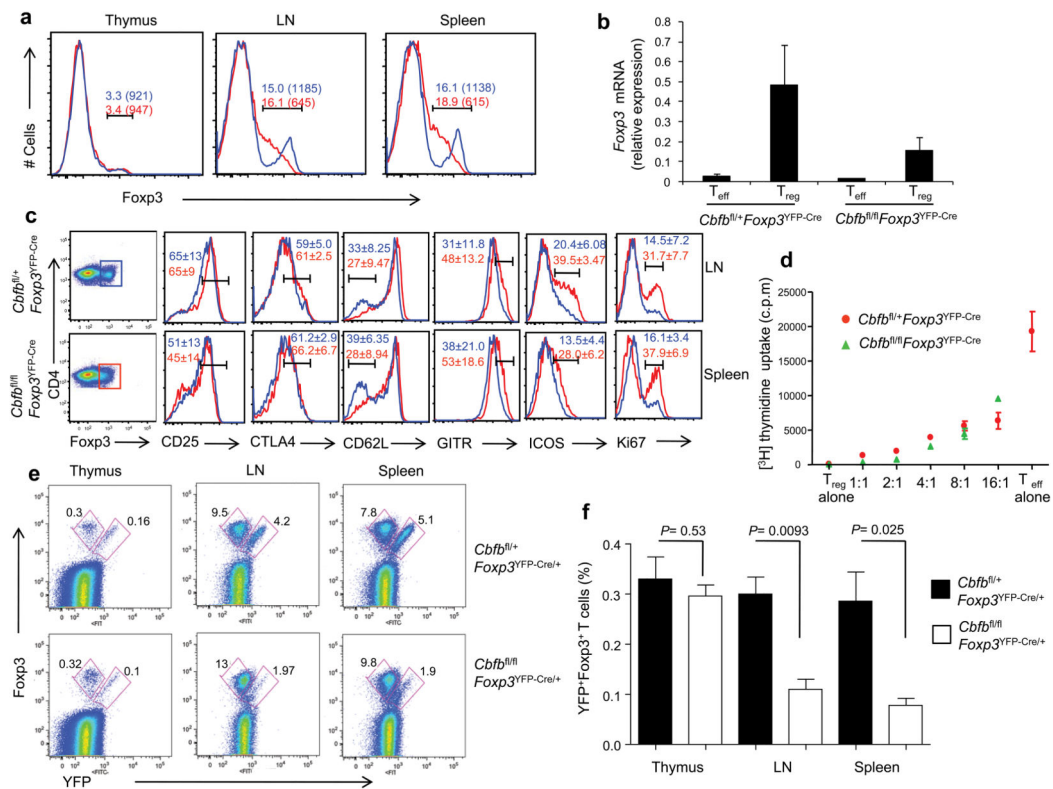 a
Thymus
LN
Spleen
# Cells
3.3 (921)
3.4 (947)
15.0 (1185)
16.1 (645)
16.1 (1138)
18.9 (615)
Foxp3
b
Foxp3 mRNA
(relative expression)
0.8
0.7
0.6
0.5
0.4
0.3
0.2
0.1
0
Teff
Treg
Teff
Treg
Cbfbfl/+Foxp3YFP-Cre
Cbfbfl/flFoxp3YFP-Cre
c
Cbfbfl/+
Foxp3YFP-Cre
Cbfbfl/fl
Foxp3YFP-Cre
CD4
65±13
65±9
59±5.0
61±2.5
33±8.25
27±9.47
31±11.8
48±13.2
20.4±6.08
39.5±3.47
14.5±7.2
31.7±7.7
LN
51±13
45±14
61.2±2.9
66.2±6.7
39±6.35
28±8.94
38±21.0
53±18.6
13.5±4.4
28.0±6.2
16.1±3.4
37.9±6.9
Spleen
Foxp3
CD25
CTLA4
CD62L
GITR
ICOS
Ki67
d
[3H] thymidine uptake (c.p.m)
25000
20000
15000
10000
5000
0
Cbfbfl/+Foxp3YFP-Cre
Cbfbfl/flFoxp3YFP-Cre
Treg
alone
1:1
2:1
4:1
8:1
16:1
Teff
alone
e
Thymus
LN
Spleen
0.3
0.16
9.5
4.2
7.8
5.1
Cbfbfl/+
Foxp3YFP-Cre/+
0.32
0.1
13
1.97
9.8
1.9
Cbfbfl/fl
Foxp3YFP-Cre/+
Foxp3
YFP
f
YFP+Foxp3+ T cells (%)
0.4
0.3
0.2
0.1
0.0
P= 0.53
P= 0.0093
P= 0.025
Cbfbfl/+
Foxp3YFP-Cre/+
Cbfbfl/fl
Foxp3YFP-Cre/+
Thymus
LN
Spleen